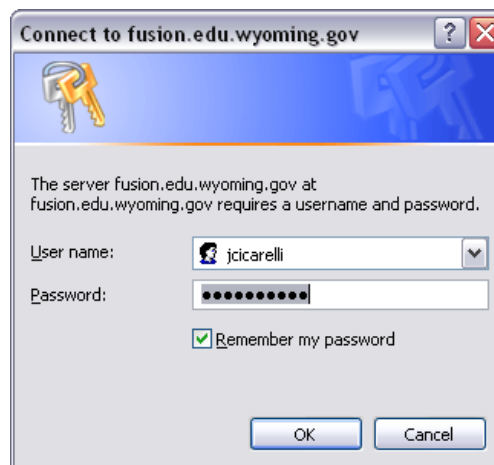 Connect to fusion.edu.wyoming.gov
The server fusion.edu.wyoming.gov at
fusion.edu.wyoming.gov requires a username and password.
User name:
jcicarelli
Password:
●●●●●●●●●●
Remember my password
OK
Cancel